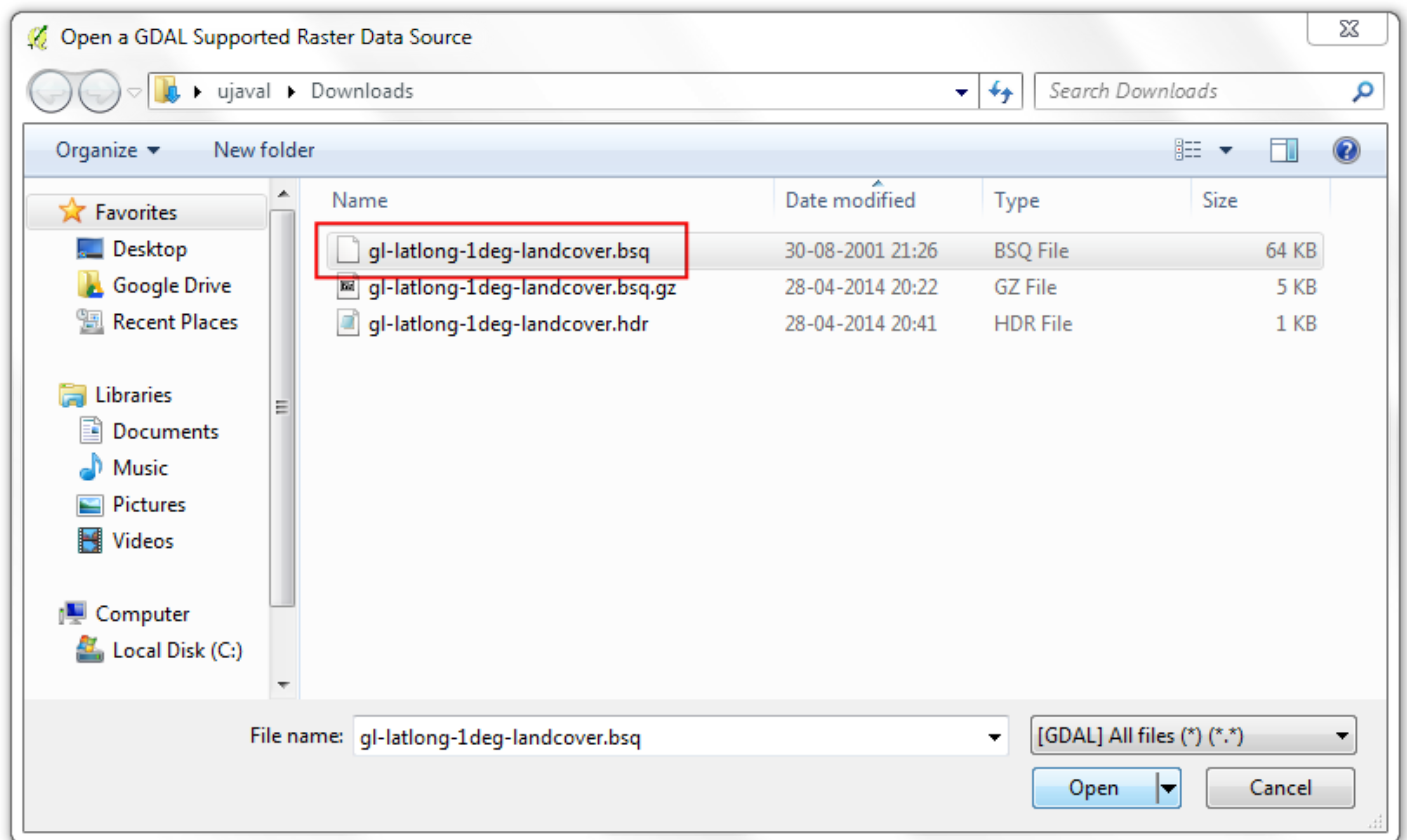 Open a GDAL Supported Raster Data Source
ujaval Downloads Search Downloads
Organize New folder
Name Date modified Type Size
Favorites
Desktop
Google Drive
Recent Places
Libraries
Documents
Music
Pictures
Videos
Computer
Local Disk (C:)
gl-latlong-1deg-landcover.bsq 30-08-2001 21:26 BSQ File 64 KB
gl-latlong-1deg-landcover.bsq.gz 28-04-2014 20:22 GZ File 5 KB
gl-latlong-1deg-landcover.hdr 28-04-2014 20:41 HDR File 1 KB
File name: gl-latlong-1deg-landcover.bsq [GDAL] All files (*) (*.*)
Open Cancel